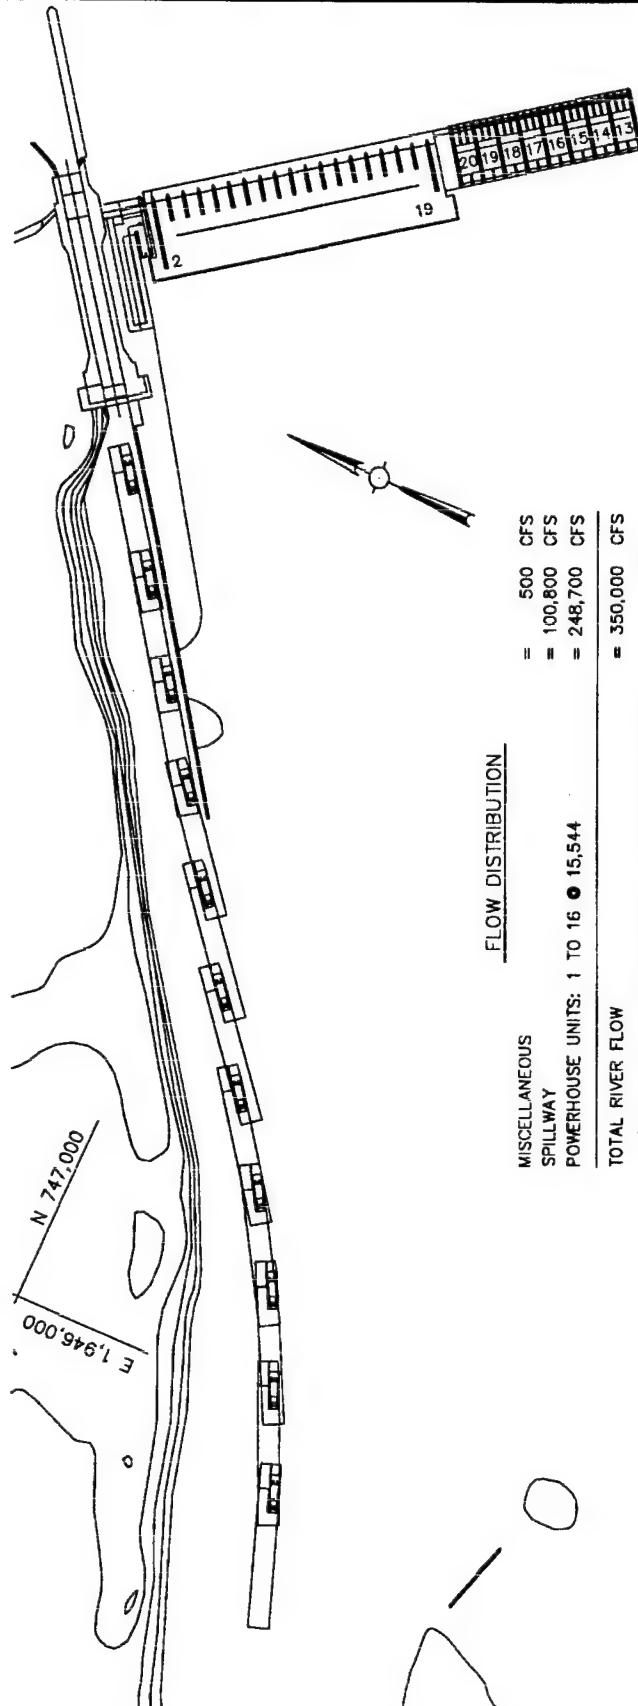 20 19 18 17 16 15 14 13
19
2
N 747,000
E 1,946,000
FLOW DISTRIBUTION
MISCELLANEOUS = 500 CFS
SPILLWAY = 100,800 CFS
POWERHOUSE UNITS: 1 TO 16 @ 15,544 = 248,700 CFS
TOTAL RIVER FLOW = 350,000 CFS